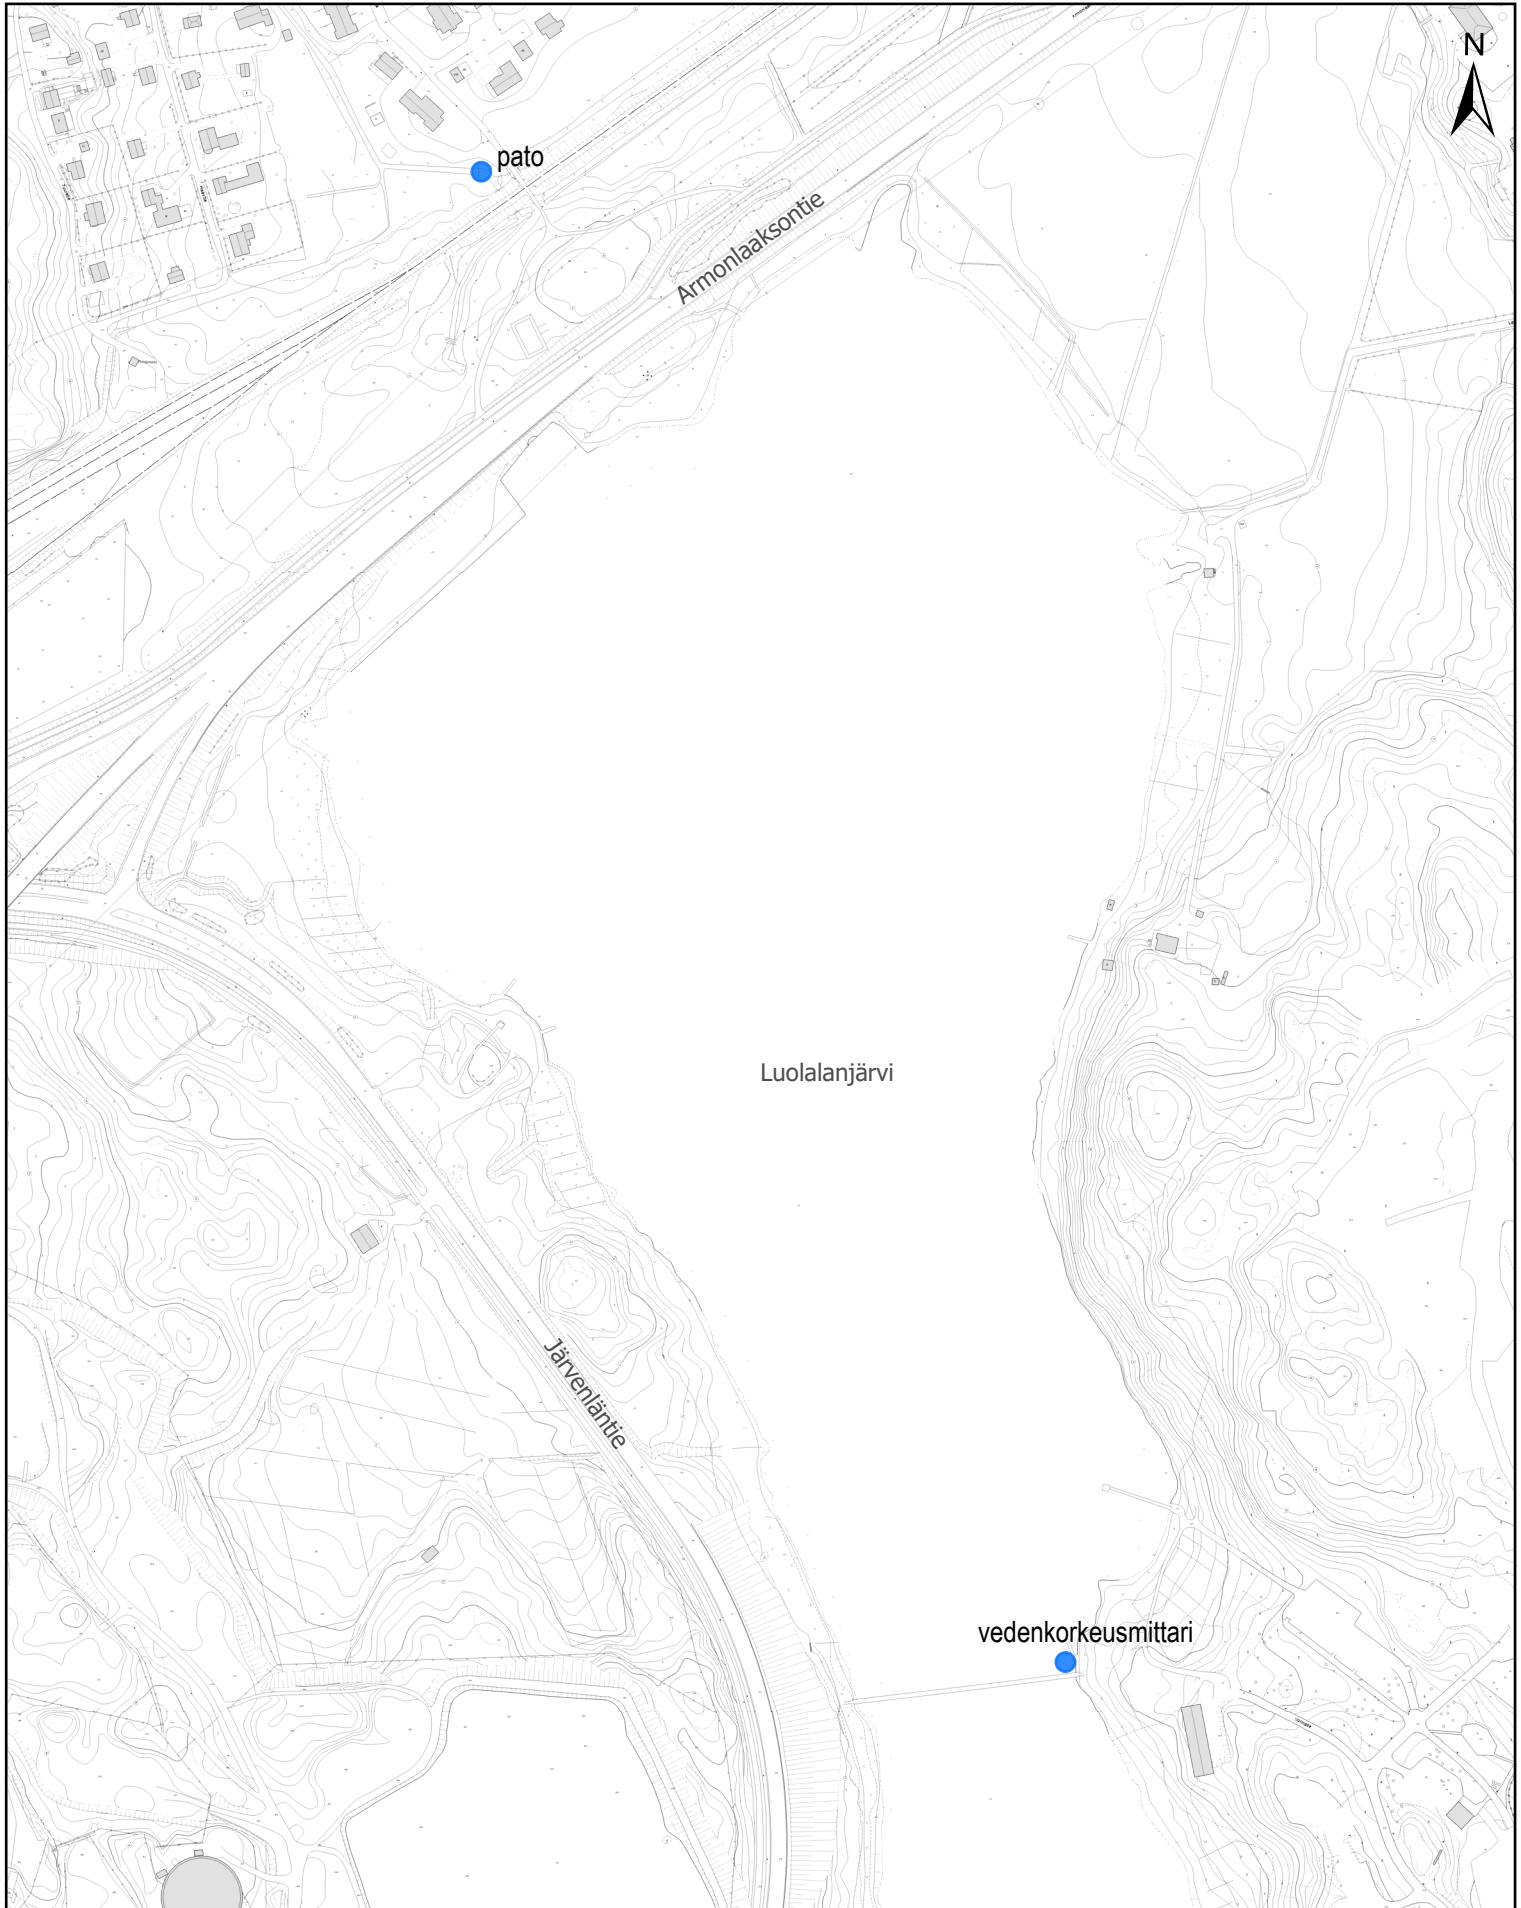 N
pato
Armonlaaksontie
Luolalanjärvi
Järvenläntie
vedenkorkeusmittari